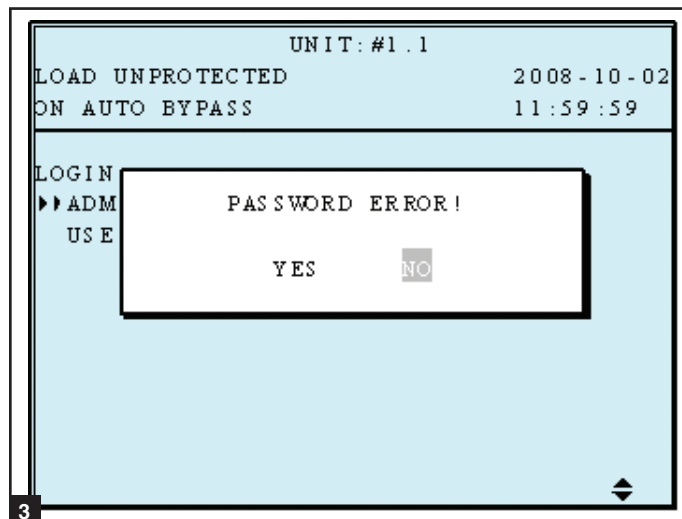 UNIT:#1.1
LOAD UNPROTECTED 2008-10-02
ON AUTO BYPASS 11:59:59
LOGIN
ADM
USE
PASSWORD ERROR!
YES NO
3